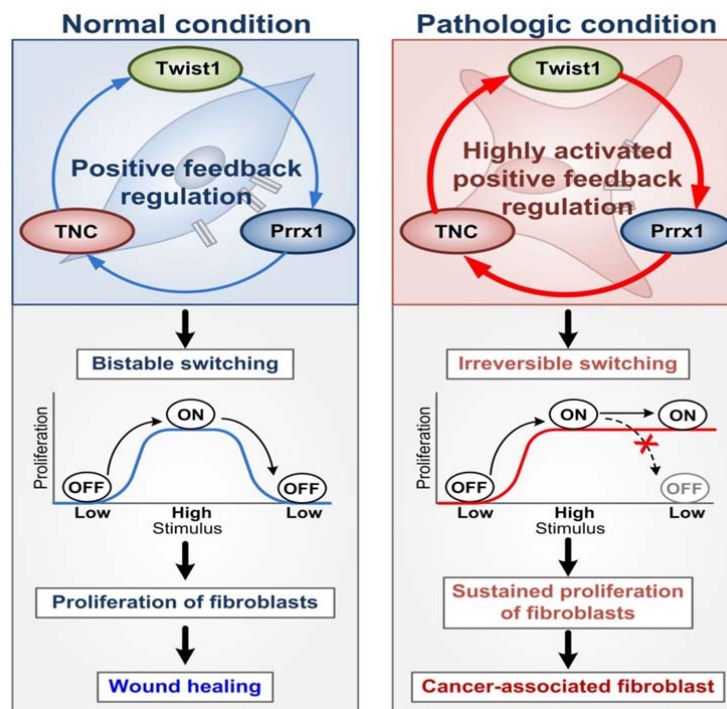 Normal condition
Twist1
Positive feedback
regulation
TNC
Prrx1
Bistable switching
Proliferation
OFF
ON
OFF
Low
High
Low
Stimulus
Proliferation of fibroblasts
Wound healing
Pathologic condition
Twist1
Highly activated
positive feedback
regulation
TNC
Prrx1
Irreversible switching
Proliferation
OFF
ON
ON
OFF
Low
High
Low
Stimulus
Sustained proliferation
of fibroblasts
Cancer-associated fibroblast